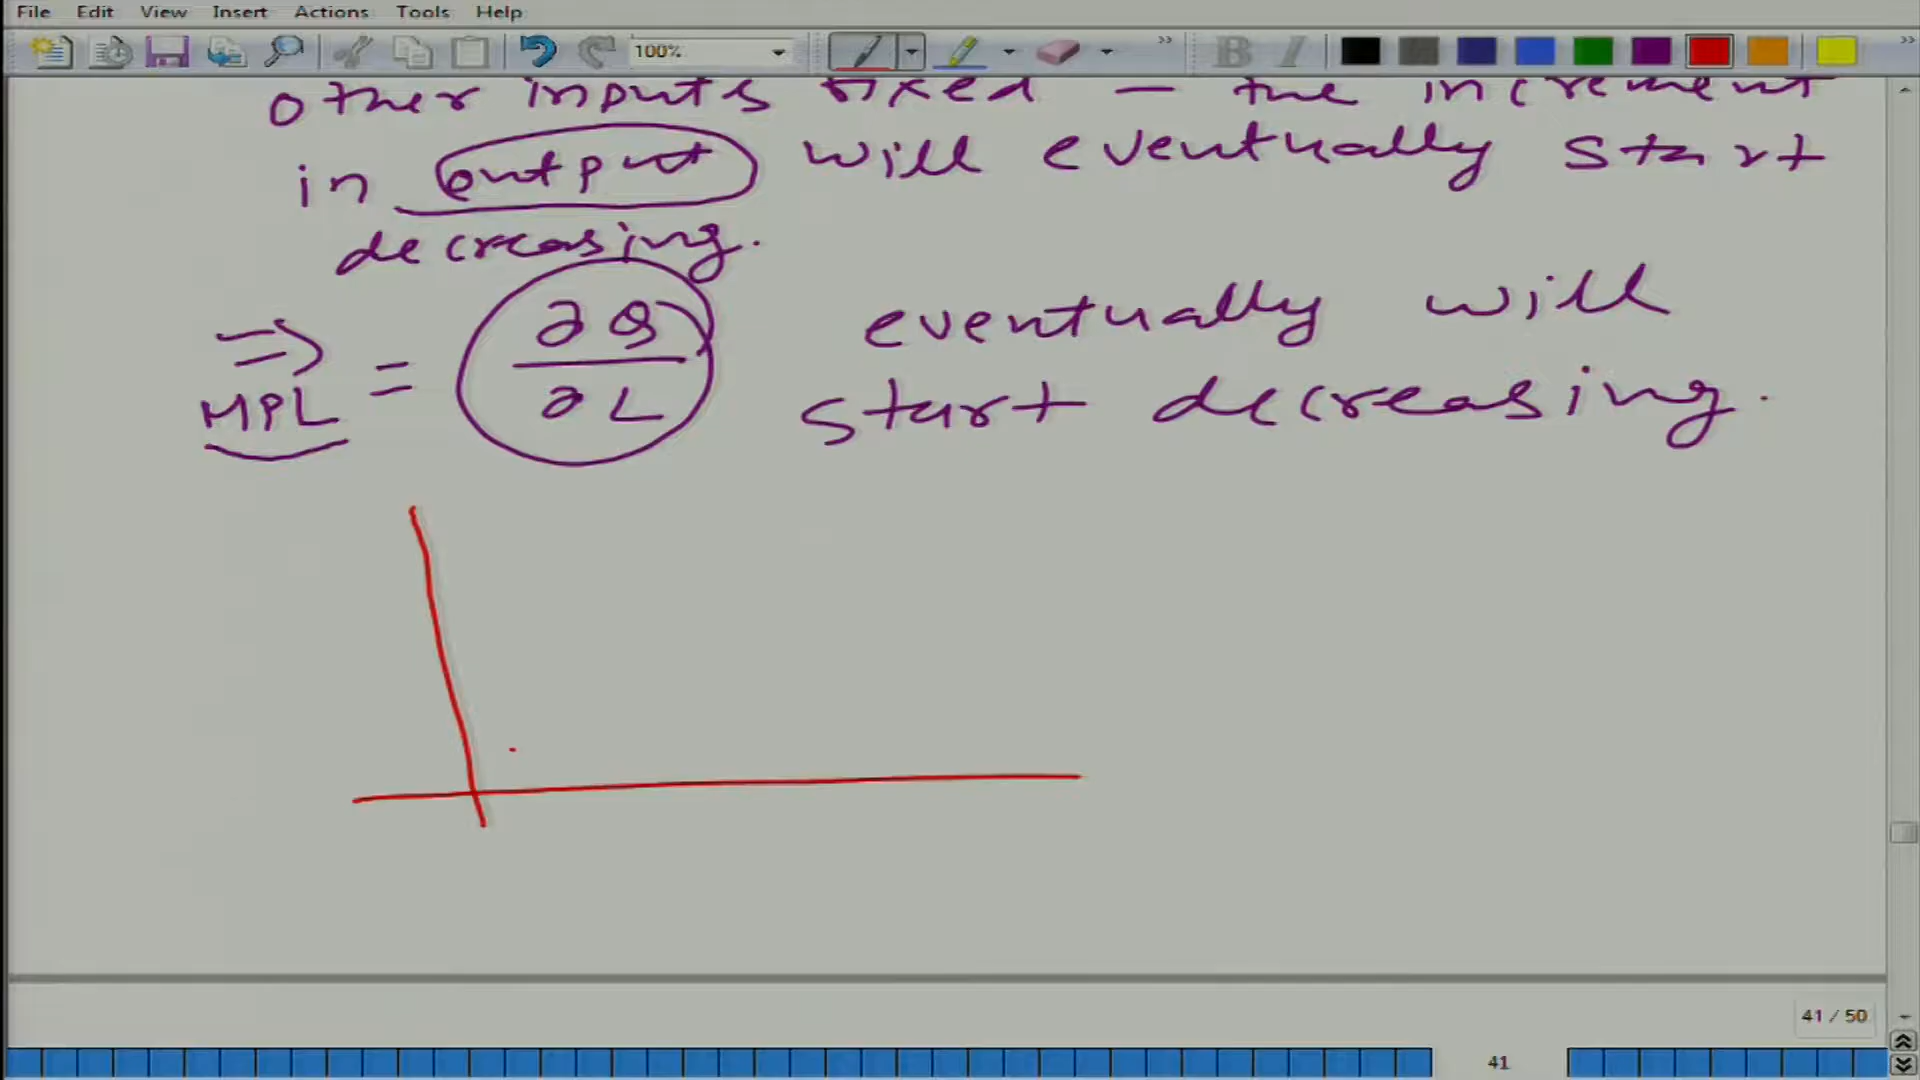 File Edit View Insert Actions Tools Help
100%
other inputs fixed — the increment
in output will eventually start
decreasing.
⇒ MPL = ∂Q/∂L eventually will
start decreasing.
41 / 50
41